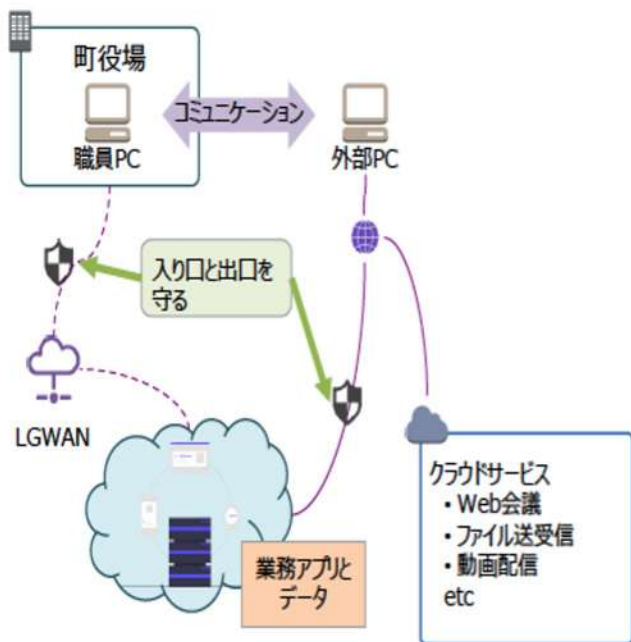 町役場
コミュニケーション
職員PC
外部PC
入り口と出口を
守る
LGWAN
業務アプリと
データ
クラウドサービス
・Web会議
・ファイル送受信
・動画配信
etc